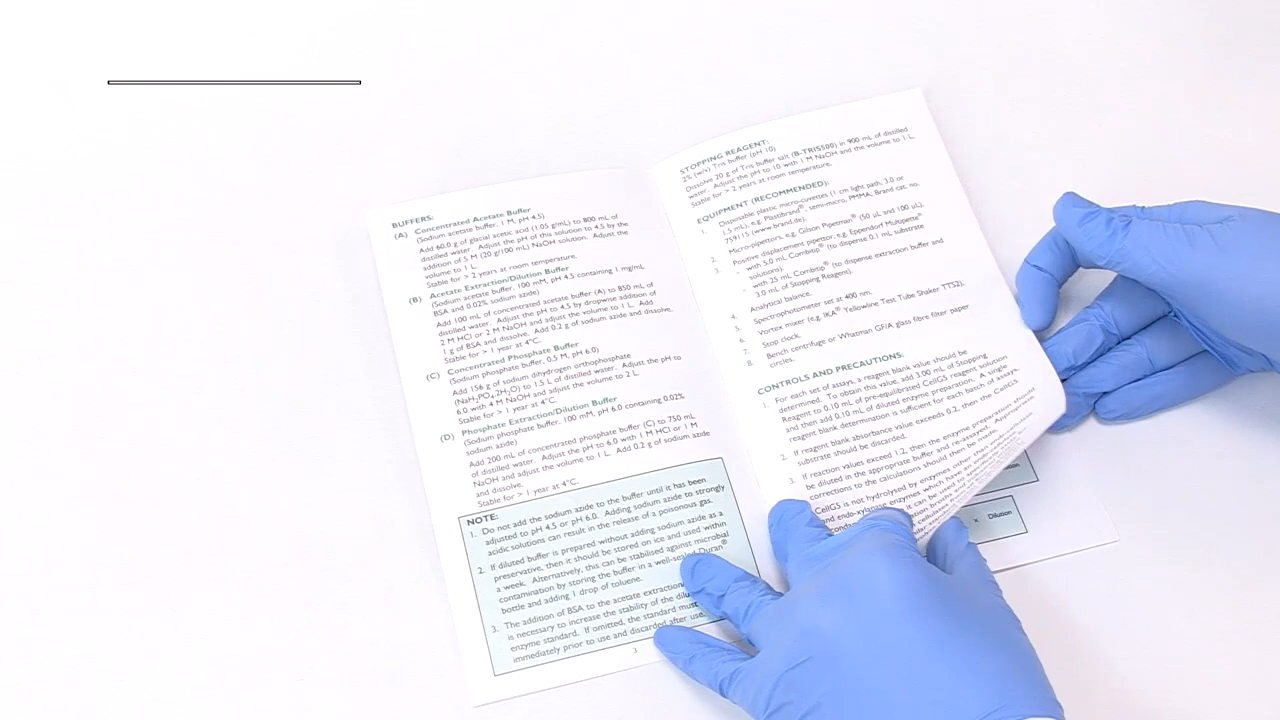 BUFFERS:
(A) Concentrated Acetate Buffer
(Sodium acetate buffer, 1 M, pH 4.5)
Add 60.0 g of glacial acetic acid (1.05 g/mL) to 800 mL of
distilled water. Adjust the pH of this solution to 4.5 by the
addition of 5 M (20 g/100 mL) NaOH solution. Adjust the
volume to 1 L.
Stable for > 2 years at room temperature.
(B) Acetate Extraction/Dilution Buffer
(Sodium acetate buffer, 100 mM, pH 4.5 containing 1 mg/mL
BSA and 0.02% sodium azide)
Add 100 mL of concentrated acetate buffer (A) to 850 mL of
distilled water. Adjust the pH to 4.5 by dropwise addition of
2 M HCl or 2 M NaOH and adjust the volume to 1 L. Add
1 g of BSA and dissolve. Add 0.2 g of sodium azide and dissolve.
Stable for > 1 year at 4°C.
(C) Concentrated Phosphate Buffer
(Sodium phosphate buffer, 0.5 M, pH 6.0)
Add 156 g of sodium dihydrogen orthophosphate
(NaH2PO4.2H2O) to 1.5 L of distilled water. Adjust the pH to
6.0 with 4 M NaOH and adjust the volume to 2 L.
Stable for > 1 year at 4°C.
(D) Phosphate Extraction/Dilution Buffer
(Sodium phosphate buffer, 100 mM, pH 6.0 containing 0.02%
sodium azide)
Add 200 mL of concentrated phosphate buffer (C) to 750 mL
of distilled water. Adjust the pH to 6.0 with 1 M HCl or 1 M
NaOH and adjust the volume to 1 L. Add 0.2 g of sodium azide
and dissolve.
Stable for > 1 year at 4°C.
NOTE:
1. Do not add the sodium azide to the buffer until it has been
adjusted to pH 4.5 or pH 6.0. Adding sodium azide to strongly
acidic solutions can result in the release of a poisonous gas.
2. If diluted buffer is prepared without adding sodium azide as a
preservative, then it should be stored on ice and used within
a week. Alternatively, this can be stabilised against microbial
contamination by storing the buffer in a well-sealed Duran®
bottle and adding 1 drop of toluene.
3. The addition of BSA to the acetate extraction/
is necessary to increase the stability of the
enzyme standard. If omitted, the standard must
immediately prior to use and discarded after use.
3
STOPPING REAGENT:
2% (w/v) Tris buffer (pH 10)
Dissolve 20 g of Tris buffer salt (B-TRIS500) in 900 mL of distilled
water. Adjust the pH to 10 with 1 M NaOH and the volume to 1 L.
Stable for > 2 years at room temperature.
EQUIPMENT (RECOMMENDED):
1. Disposable plastic micro-cuvettes (1 cm light path, 3.0 or
1.5 mL), e.g. Plastibrand®, semi-micro, PMMA, Brand cat. no.
759115 (www.brand.de).
2. Micro-pipettors, e.g. Gilson Pipetman® (50 µL and 100 µL).
3. Positive displacement pipettor, e.g. Eppendorf Multipette®
- with 5.0 mL Combitip® (to dispense 0.1 mL substrate
solutions).
- with 25 mL Combitip® (to dispense extraction buffer and
3.0 mL of Stopping Reagent).
4. Analytical balance.
5. Spectrophotometer set at 400 nm.
6. Vortex mixer (e.g. IKA® Yellowline Test Tube Shaker TTS2).
7. Stop clock.
8. Bench centrifuge or Whatman GF/A glass fibre filter paper
circles.
CONTROLS AND PRECAUTIONS:
1. For each set of assays, a reagent blank value should be
determined. To obtain this value, add 3.00 mL of Stopping
Reagent to 0.10 mL of pre-equilibrated CellG5 reagent solution
and then add 0.10 mL of diluted enzyme preparation. A single
reagent blank determination is sufficient for each batch of assays.
2. If reagent blank absorbance value exceeds 0.2, then the CellG5
substrate should be discarded.
3. If reaction values exceed 1.2, then the enzyme preparation should
be diluted in the appropriate buffer and re-assayed. Appropriate
corrections to the calculations should then be made.
CellG5 is not hydrolysed by enzymes other than
and endo-xylanase enzymes which have an
it can be used to
x Dilution